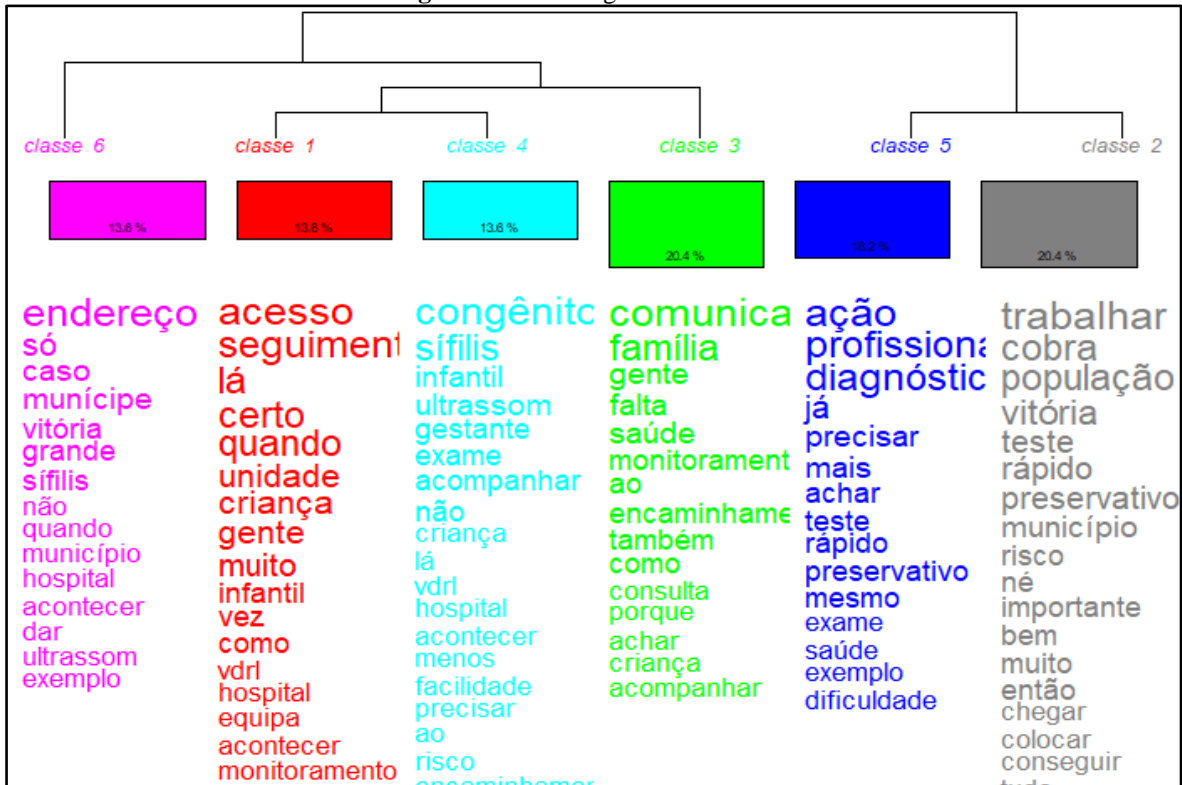 classe 6
classe 1
classe 4
classe 3
classe 5
classe 2
13.6 %
13.6 %
13.6 %
20.4 %
18.2 %
20.4 %
endereço
só
caso
munícipe
vitória
grande
sífilis
não
quando
município
hospital
acontecer
dar
ultrassom
exemplo
acesso
seguiment
lá
certo
quando
unidade
criança
gente
muito
infantil
vez
como
vdrl
hospital
equipa
acontecer
monitoramento
congênito
sífilis
infantil
ultrassom
gestante
exame
acompanhar
não
criança
lá
vdrl
hospital
acontecer
menos
facilidade
precisar
ao
risco
comunica
família
gente
falta
saúde
monitorament
ao
encaminhame
também
como
consulta
porque
achar
criança
acompanhar
ação
profissiona
diagnóstic
já
precisar
mais
achar
teste
rápido
preservativo
mesmo
exame
saúde
exemplo
dificuldade
trabalhar
cobra
população
vitória
teste
rápido
preservativo
município
risco
né
importante
bem
muito
então
chegar
colocar
conseguir